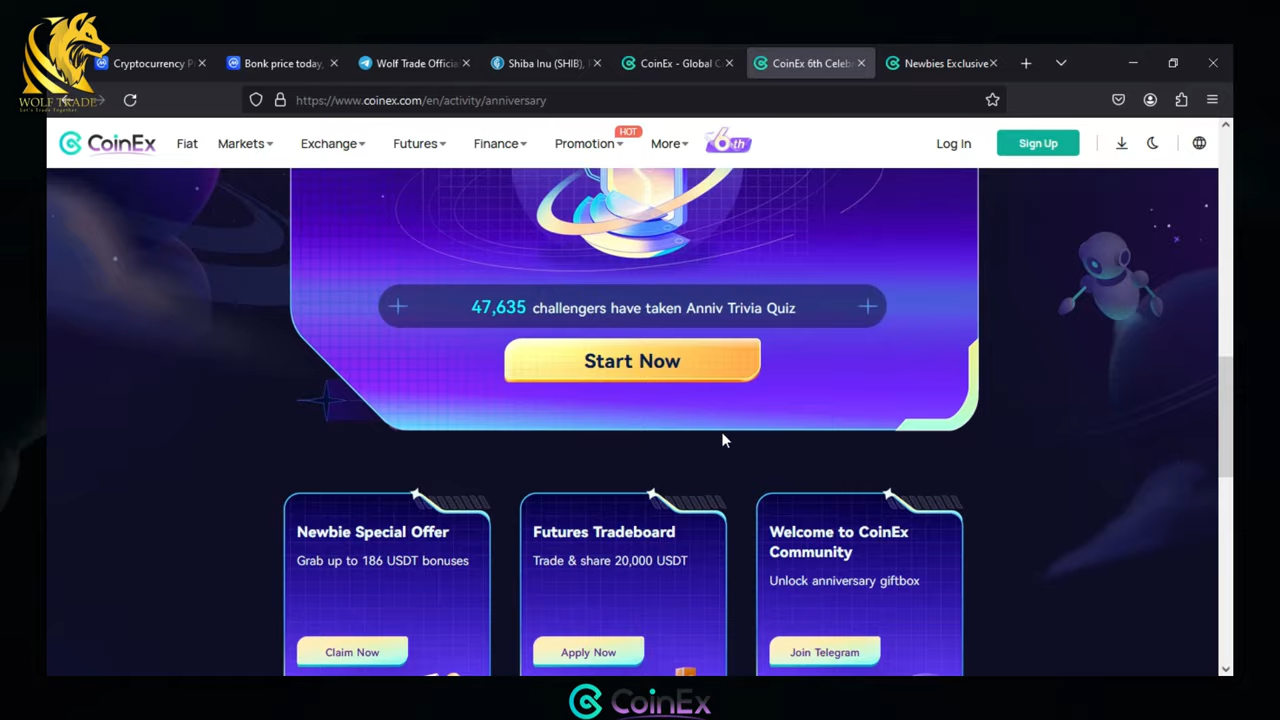 WOLF TRADE
Let's Trade Together
Cryptocurrency P
Bonk price today,
Wolf Trade Officia
Shiba Inu (SHIB),
CoinEx - Global C
CoinEx 6th Celeb
Newbies Exclusive
https://www.coinex.com/en/activity/anniversary
CoinEx
Fiat
Markets
Exchange
Futures
Finance
Promotion
HOT
More
6th
Log In
Sign Up
47,635 challengers have taken Anniv Trivia Quiz
Start Now
Newbie Special Offer
Grab up to 186 USDT bonuses
Claim Now
Futures Tradeboard
Trade & share 20,000 USDT
Apply Now
Welcome to CoinEx
Community
Unlock anniversary giftbox
Join Telegram
CoinEx